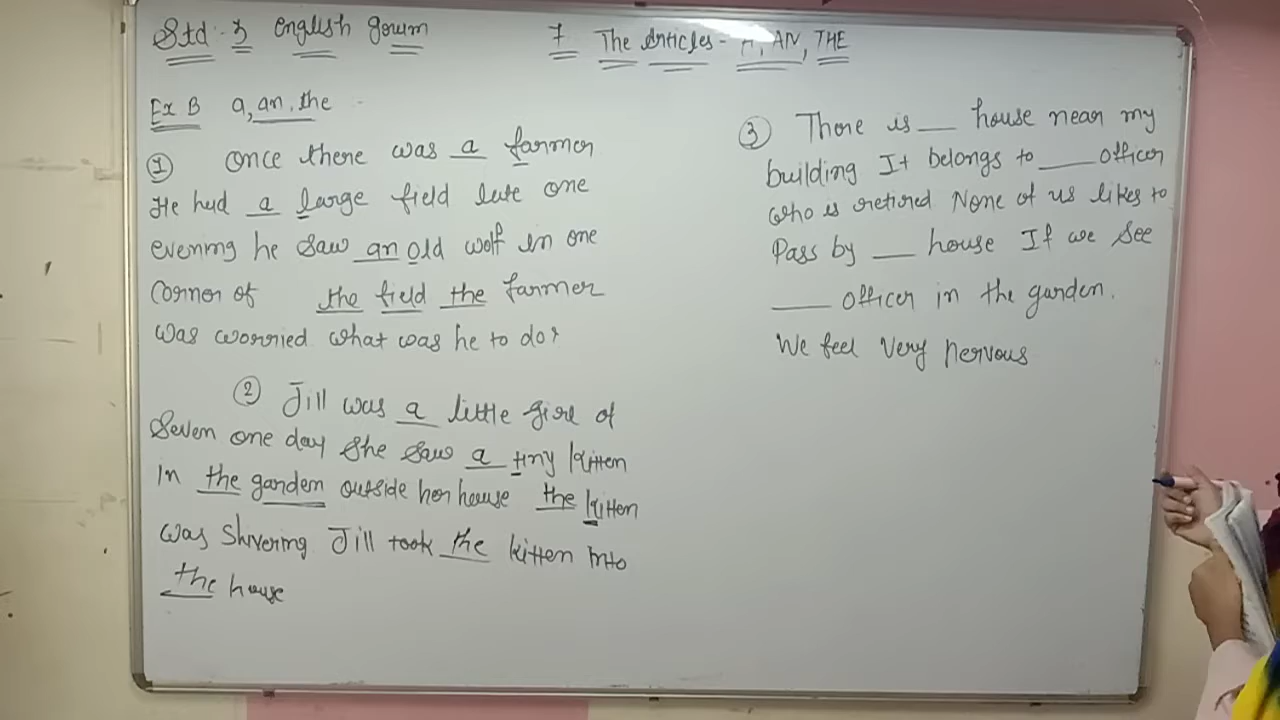 Std - 3 English gorum
7 The Articles - A, AN, THE
Ex B a, an, the
① Once there was a farmer
He had a large field late one
evening he saw an old wolf in one
corner of the field the farmer
was worried what was he to do?
② Jill was a little girl of
seven one day she saw a tiny kitten
in the garden outside her house the kitten
was shivering Jill took the kitten into
the house
③ There is ___ house near my
building It belongs to ___ officer
who is retired None of us likes to
Pass by ___ house If we see
___ officer in the garden.
We feel very nervous